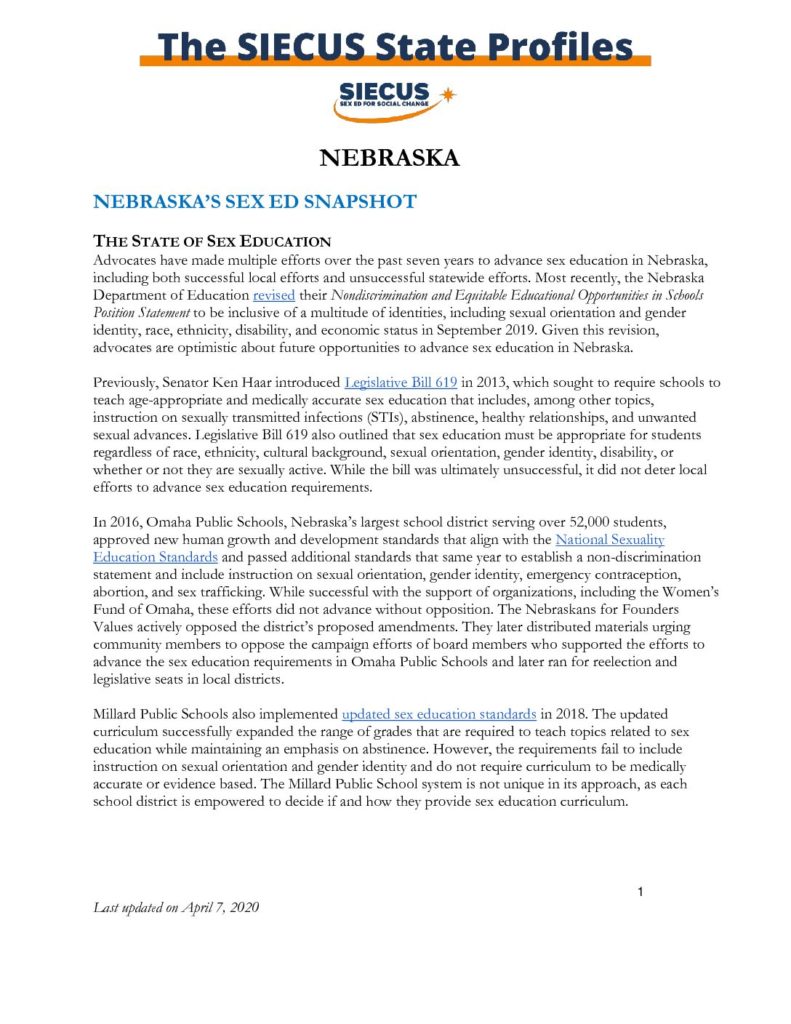 The SIECUS State Profiles
SIECUS
SEX ED FOR SOCIAL CHANGE
NEBRASKA
NEBRASKA'S SEX ED SNAPSHOT
THE STATE OF SEX EDUCATION
Advocates have made multiple efforts over the past seven years to advance sex education in Nebraska,
including both successful local efforts and unsuccessful statewide efforts. Most recently, the Nebraska
Department of Education revised their Nondiscrimination and Equitable Educational Opportunities in Schools
Position Statement to be inclusive of a multitude of identities, including sexual orientation and gender
identity, race, ethnicity, disability, and economic status in September 2019. Given this revision,
advocates are optimistic about future opportunities to advance sex education in Nebraska.
Previously, Senator Ken Haar introduced Legislative Bill 619 in 2013, which sought to require schools to
teach age-appropriate and medically accurate sex education that includes, among other topics,
instruction on sexually transmitted infections (STIs), abstinence, healthy relationships, and unwanted
sexual advances. Legislative Bill 619 also outlined that sex education must be appropriate for students
regardless of race, ethnicity, cultural background, sexual orientation, gender identity, disability, or
whether or not they are sexually active. While the bill was ultimately unsuccessful, it did not deter local
efforts to advance sex education requirements.
In 2016, Omaha Public Schools, Nebraska's largest school district serving over 52,000 students,
approved new human growth and development standards that align with the National Sexuality
Education Standards and passed additional standards that same year to establish a non-discrimination
statement and include instruction on sexual orientation, gender identity, emergency contraception,
abortion, and sex trafficking. While successful with the support of organizations, including the Women's
Fund of Omaha, these efforts did not advance without opposition. The Nebraskans for Founders
Values actively opposed the district's proposed amendments. They later distributed materials urging
community members to oppose the campaign efforts of board members who supported the efforts to
advance the sex education requirements in Omaha Public Schools and later ran for reelection and
legislative seats in local districts.
Millard Public Schools also implemented updated sex education standards in 2018. The updated
curriculum successfully expanded the range of grades that are required to teach topics related to sex
education while maintaining an emphasis on abstinence. However, the requirements fail to include
instruction on sexual orientation and gender identity and do not require curriculum to be medically
accurate or evidence based. The Millard Public School system is not unique in its approach, as each
school district is empowered to decide if and how they provide sex education curriculum.
1
Last updated on April 7, 2020